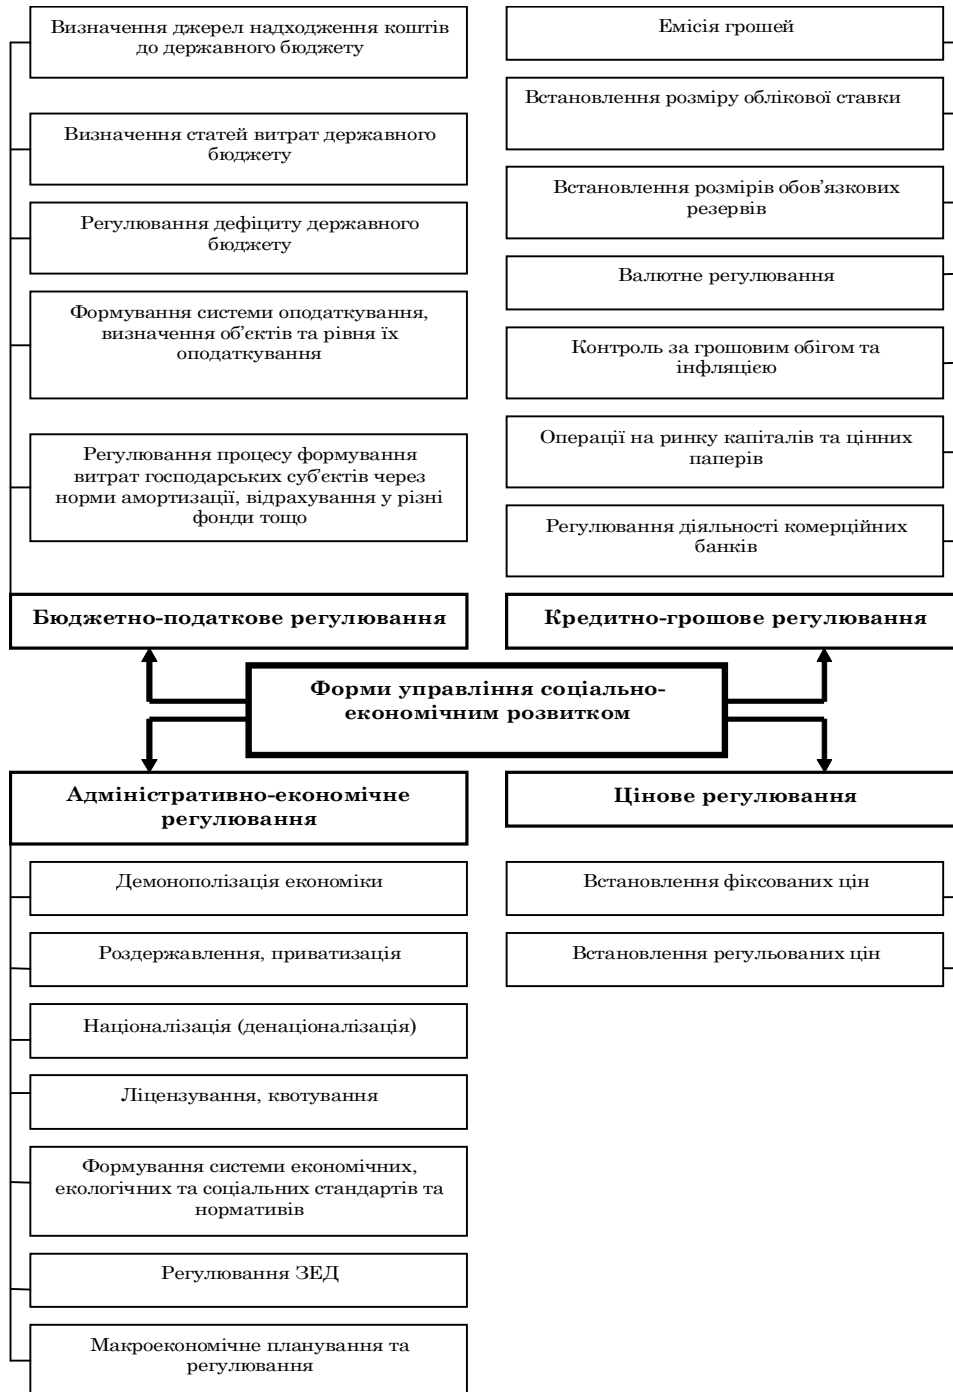 Визначення джерел надходження коштів
до державного бюджету
Визначення статей витрат державного
бюджету
Регулювання дефіциту державного
бюджету
Формування системи оподаткування,
визначення об’єктів та рівня їх
оподаткування
Регулювання процесу формування
витрат господарських суб’єктів через
норми амортизації, відрахування у різні
фонди тощо
Бюджетно-податкове регулювання
Емісія грошей
Встановлення розміру облікової ставки
Встановлення розмірів обов’язкових
резервів
Валютне регулювання
Контроль за грошовим обігом та
інфляцією
Операції на ринку капіталів та цінних
паперів
Регулювання діяльності комерційних
банків
Кредитно-грошове регулювання
Форми управління соціально-
економічним розвитком
Адміністративно-економічне
регулювання
Демонополізація економіки
Роздержавлення, приватизація
Націоналізація (денаціоналізація)
Ліцензування, квотування
Формування системи економічних,
екологічних та соціальних стандартів та
нормативів
Регулювання ЗЕД
Макроекономічне планування та
регулювання
Цінове регулювання
Встановлення фіксованих цін
Встановлення регульованих цін